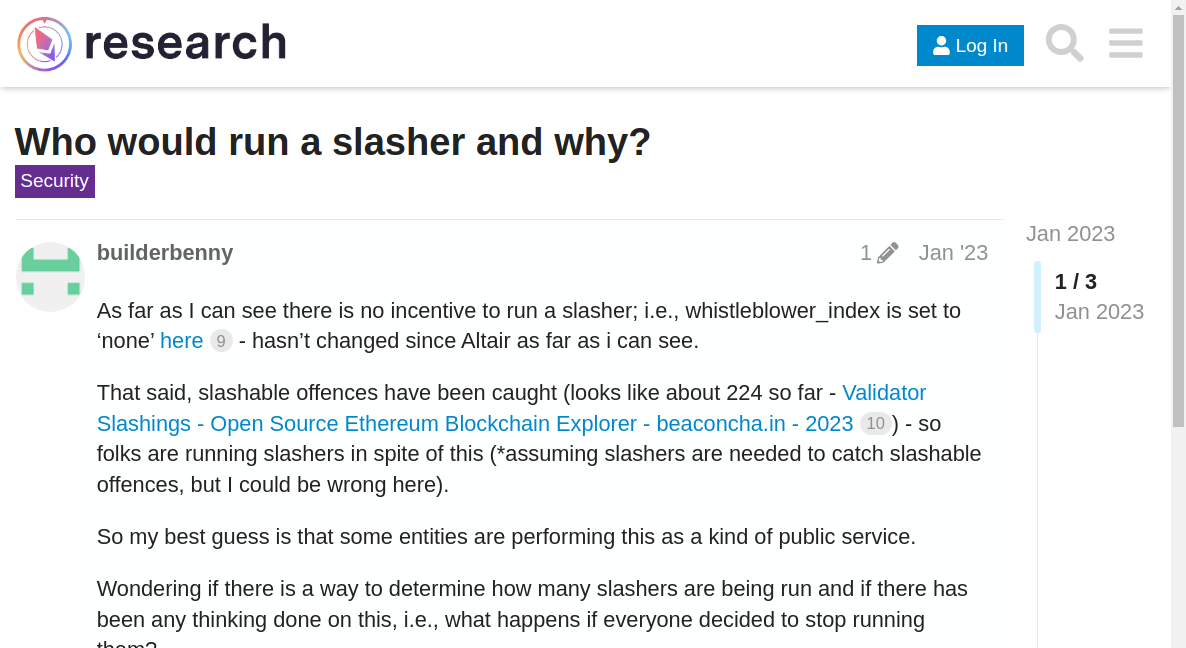 research
Log In
Who would run a slasher and why?
Security
Jan 2023
builderbenny
1
Jan '23
1 / 3
Jan 2023
As far as I can see there is no incentive to run a slasher; i.e., whistleblower_index is set to
‘none’ here 9 - hasn’t changed since Altair as far as i can see.
That said, slashable offences have been caught (looks like about 224 so far - Validator
Slashings - Open Source Ethereum Blockchain Explorer - beaconcha.in - 2023 10 ) - so
folks are running slashers in spite of this (*assuming slashers are needed to catch slashable
offences, but I could be wrong here).
So my best guess is that some entities are performing this as a kind of public service.
Wondering if there is a way to determine how many slashers are being run and if there has
been any thinking done on this, i.e., what happens if everyone decided to stop running
them?